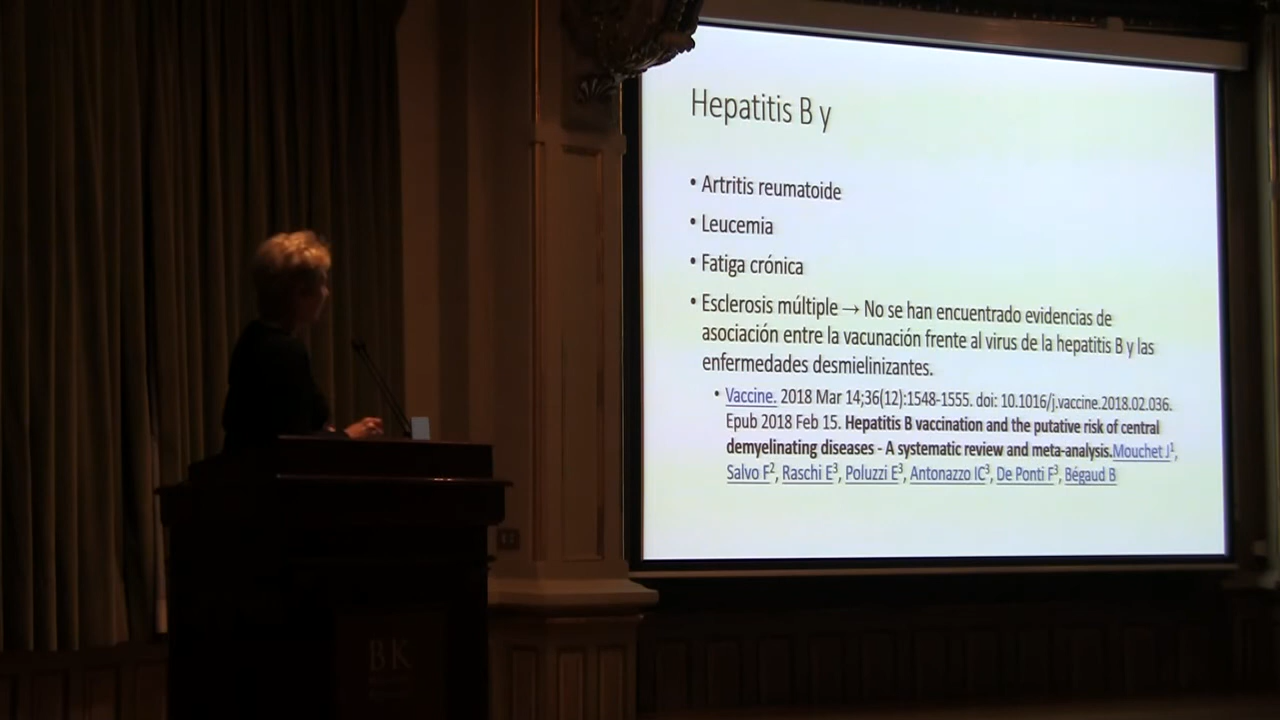 Hepatitis B y
• Artritis reumatoide
• Leucemia
• Fatiga crónica
• Esclerosis múltiple → No se han encuentrado evidencias de
asociación entre la vacunación frente al virus de la hepatitis B y las
enfermedades desmielinizantes.
• Vaccine. 2018 Mar 14;36(12):1548-1555. doi: 10.1016/j.vaccine.2018.02.036.
Epub 2018 Feb 15. Hepatitis B vaccination and the putative risk of central
demyelinating diseases - A systematic review and meta-analysis.Mouchet J¹,
Salvo F², Raschi E³, Poluzzi E³, Antonazzo IC³, De Ponti F³, Bégaud B
BK